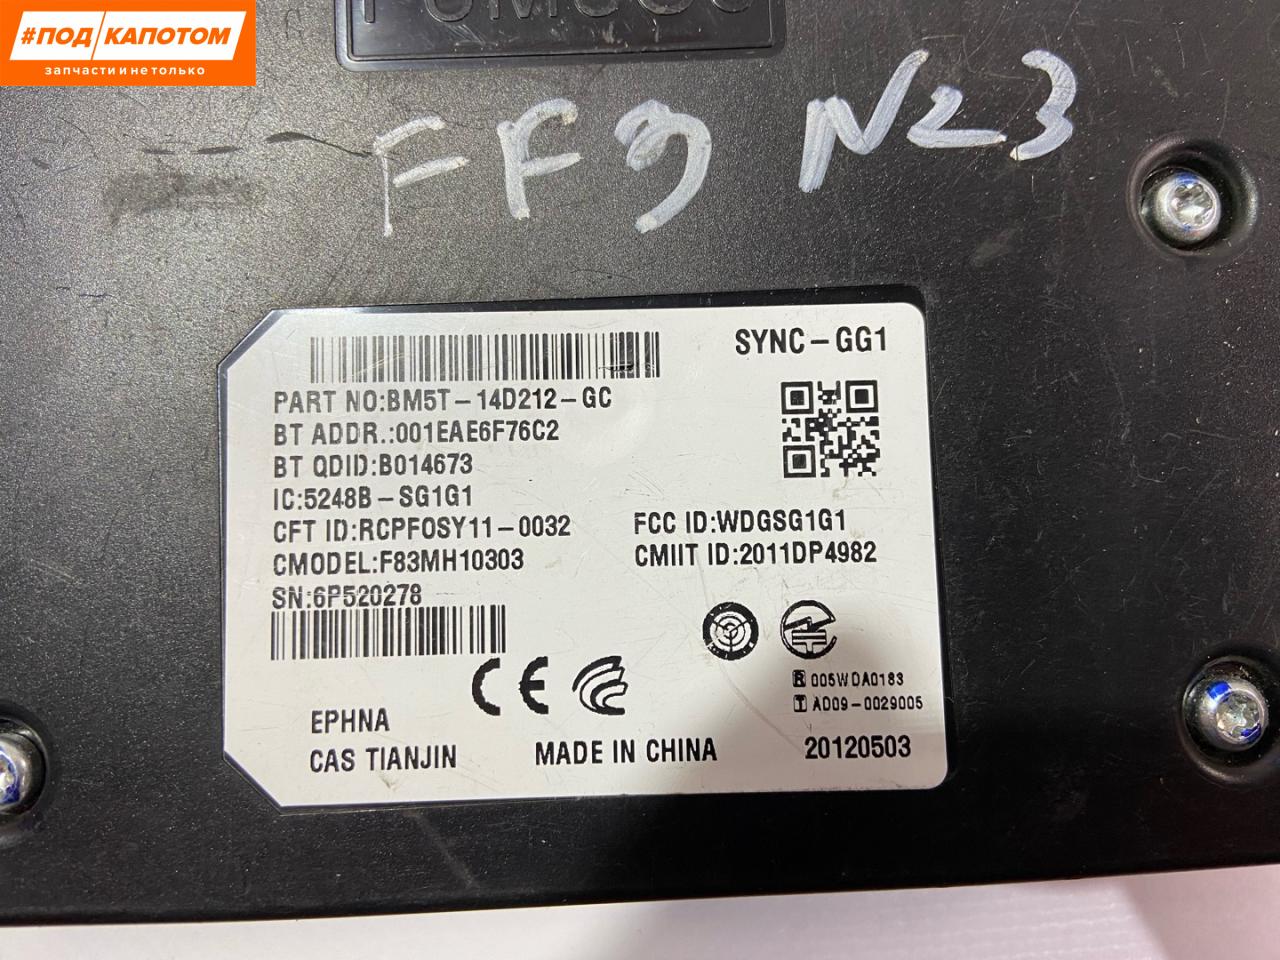 #ПОД КАПОТОМ
запчасти и не только
FF3 N23
SYNC-GG1
PART NO:BM5T-14D212-GC
BT ADDR.:001EAE6F76C2
BT QDID:B014673
IC:5248B-SG1G1
CFT ID:RCPFOSY11-0032
FCC ID:WDGSG1G1
CMODEL:F83MH10303
CMIIT ID:2011DP4982
SN:6P520278
CE
R 005WDA0183
T AD09-0029005
EPHNA
CAS TIANJIN
MADE IN CHINA
20120503